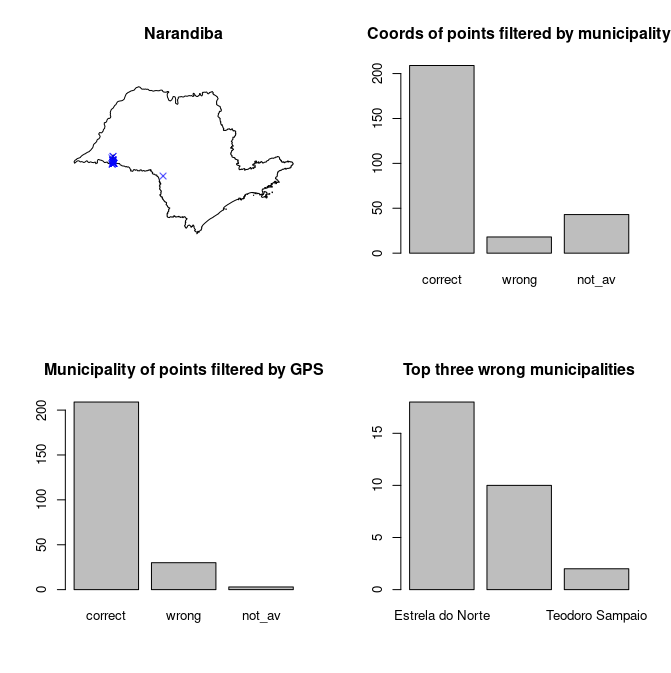 Narandiba
Coords of points filtered by municipality
200
150
100
50
0
correct wrong not_av
Municipality of points filtered by GPS
200
150
100
50
0
correct wrong not_av
Top three wrong municipalities
15
10
5
0
Estrela do Norte Teodoro Sampaio